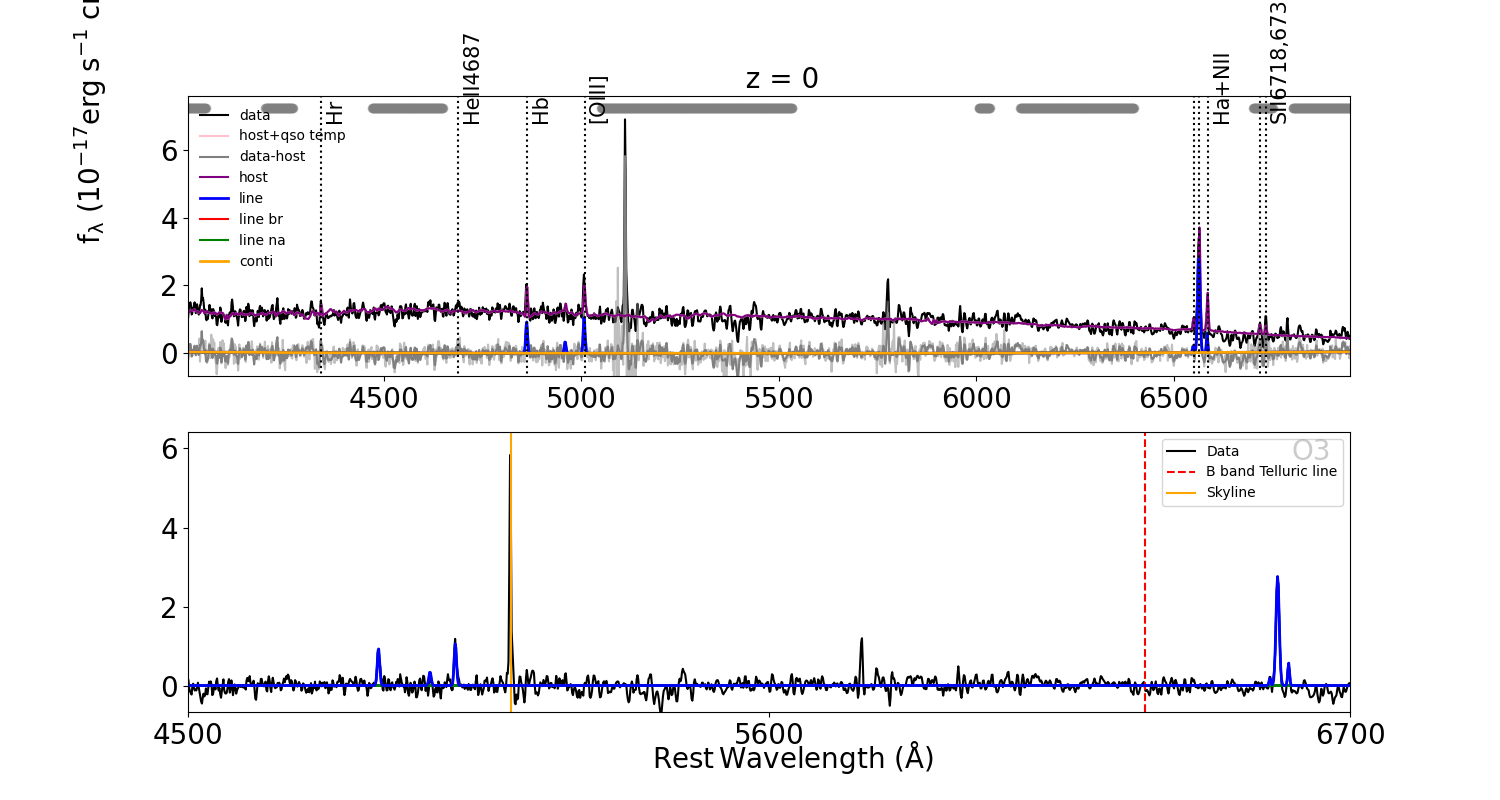 z = 0
f_λ (10^−17 erg s^−1
Hr
HeII4687
Hb
[OIII]
Ha+NII
SII6718,673
data
host+qso temp
data-host
host
line
line br
line na
conti
6
4
2
0
4500 5000 5500 6000 6500
O3
Data
B band Telluric line
Skyline
6
4
2
0
4500 5600 6700
Rest Wavelength (Å)